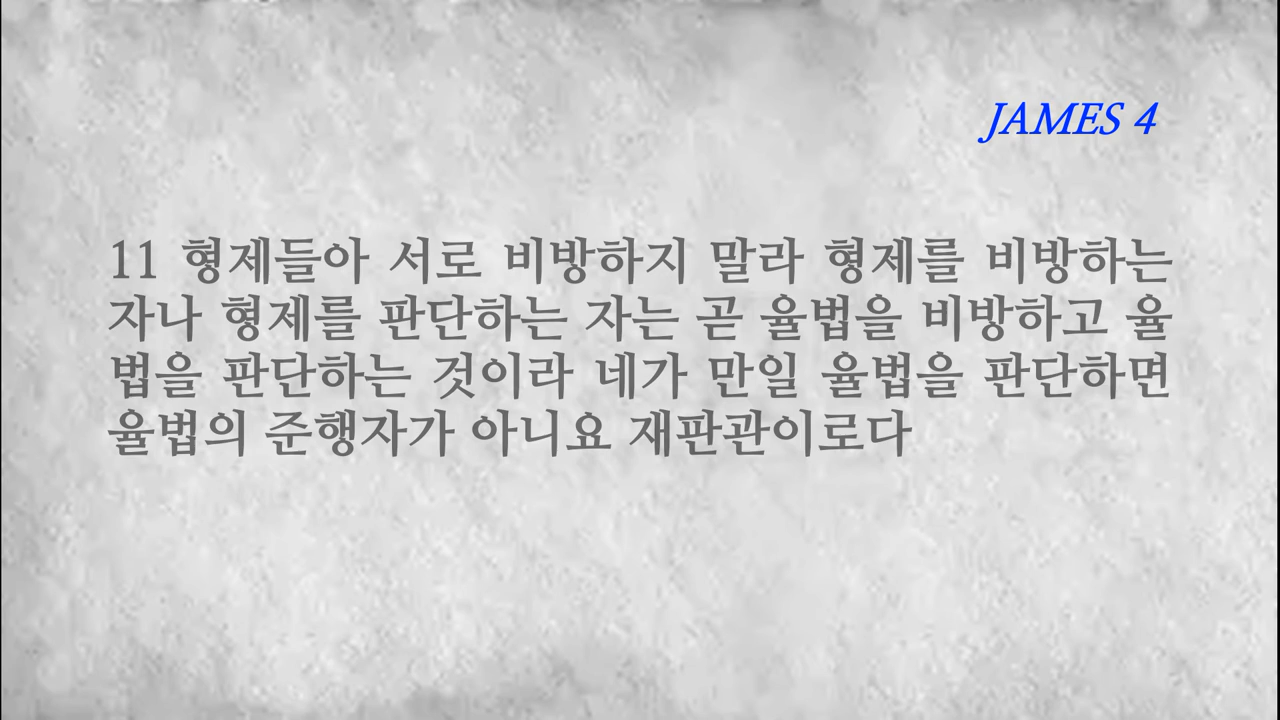 JAMES 4
11 형제들아 서로 비방하지 말라 형제를 비방하는
자나 형제를 판단하는 자는 곧 율법을 비방하고 율
법을 판단하는 것이라 네가 만일 율법을 판단하면
율법의 준행자가 아니요 재판관이로다